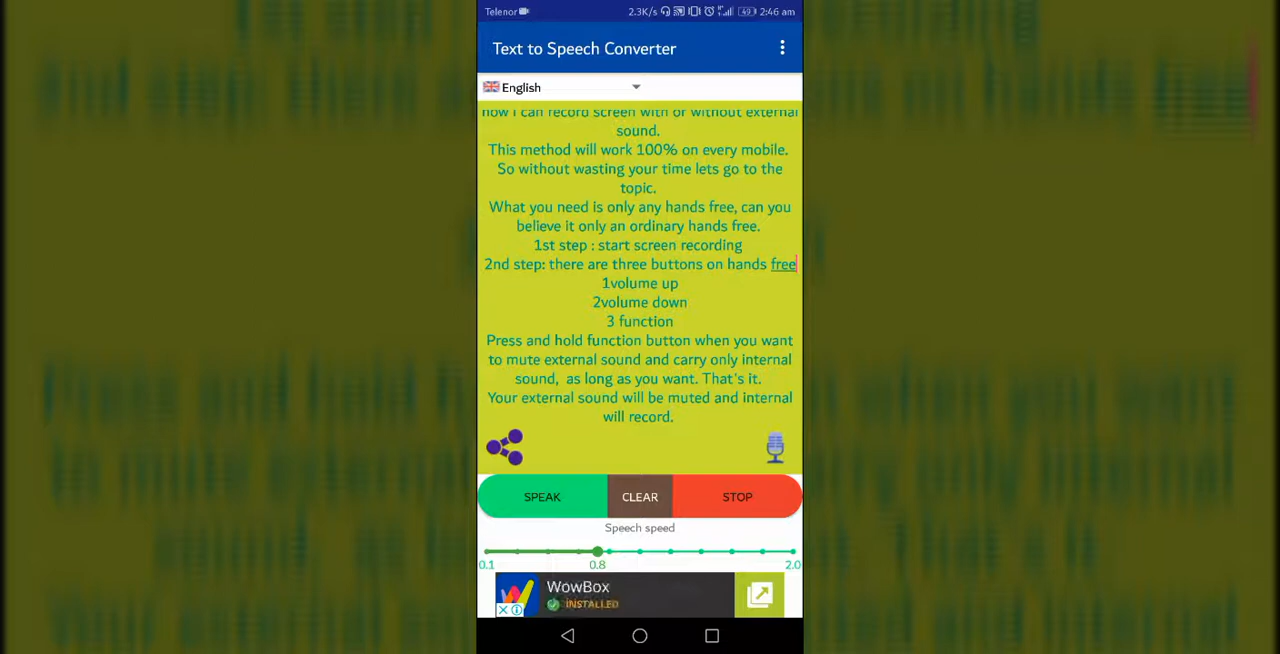 Telenor
2.3K/s 49 2:46 am
Text to Speech Converter
English
now I can record screen with or without external
sound.
This method will work 100% on every mobile.
So without wasting your time lets go to the
topic.
What you need is only any hands free, can you
believe it only an ordinary hands free.
1st step : start screen recording
2nd step: there are three buttons on hands free
1volume up
2volume down
3 function
Press and hold function button when you want
to mute external sound and carry only internal
sound, as long as you want. That's it.
Your external sound will be muted and internal
will record.
SPEAK CLEAR STOP
Speech speed
0.1 0.8 2.0
WowBox
INSTALLED